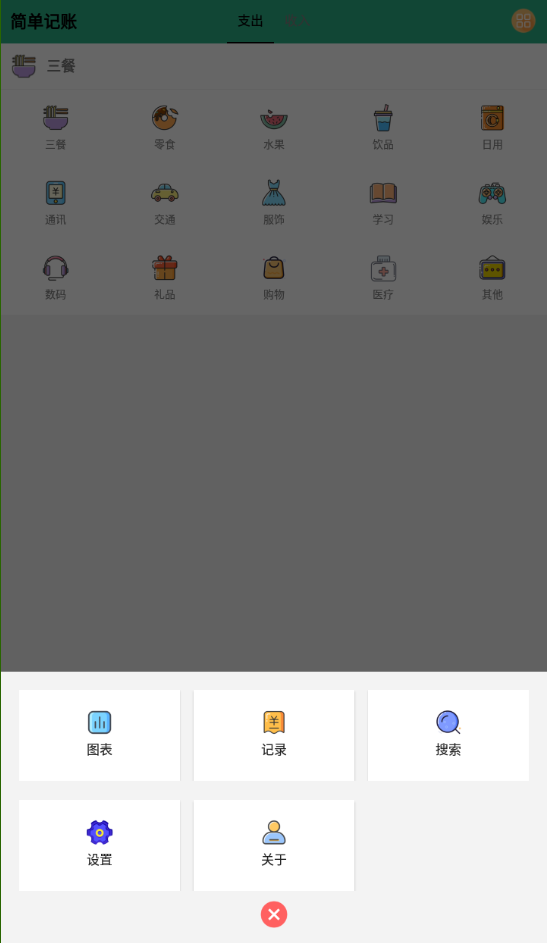 简单记账 支出 收入
三餐
三餐 零食 水果 饮品 日用
通讯 交通 服饰 学习 娱乐
数码 礼品 购物 医疗 其他
图表 记录 搜索
设置 关于